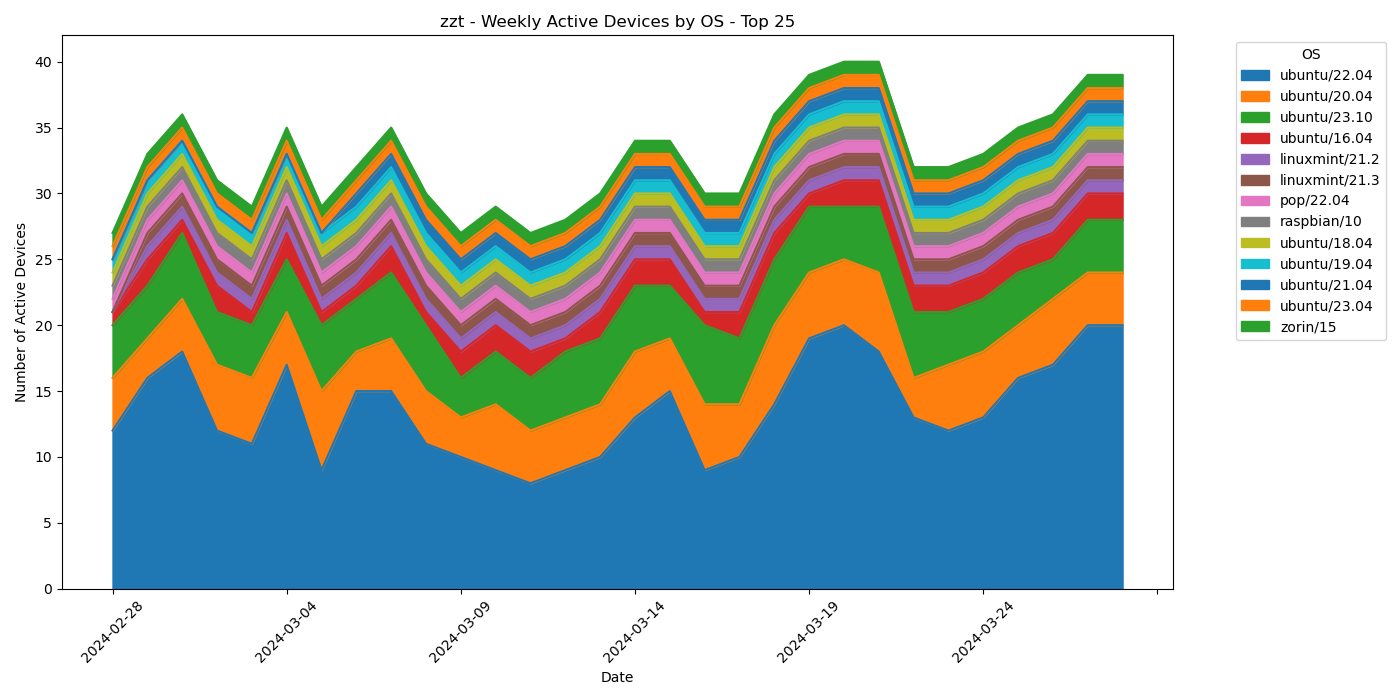 zzt - Weekly Active Devices by OS - Top 25
Number of Active Devices
40
35
30
25
20
15
10
5
0
2024-02-28
2024-03-04
2024-03-09
2024-03-14
2024-03-19
2024-03-24
Date
OS
ubuntu/22.04
ubuntu/20.04
ubuntu/23.10
ubuntu/16.04
linuxmint/21.2
linuxmint/21.3
pop/22.04
raspbian/10
ubuntu/18.04
ubuntu/19.04
ubuntu/21.04
ubuntu/23.04
zorin/15